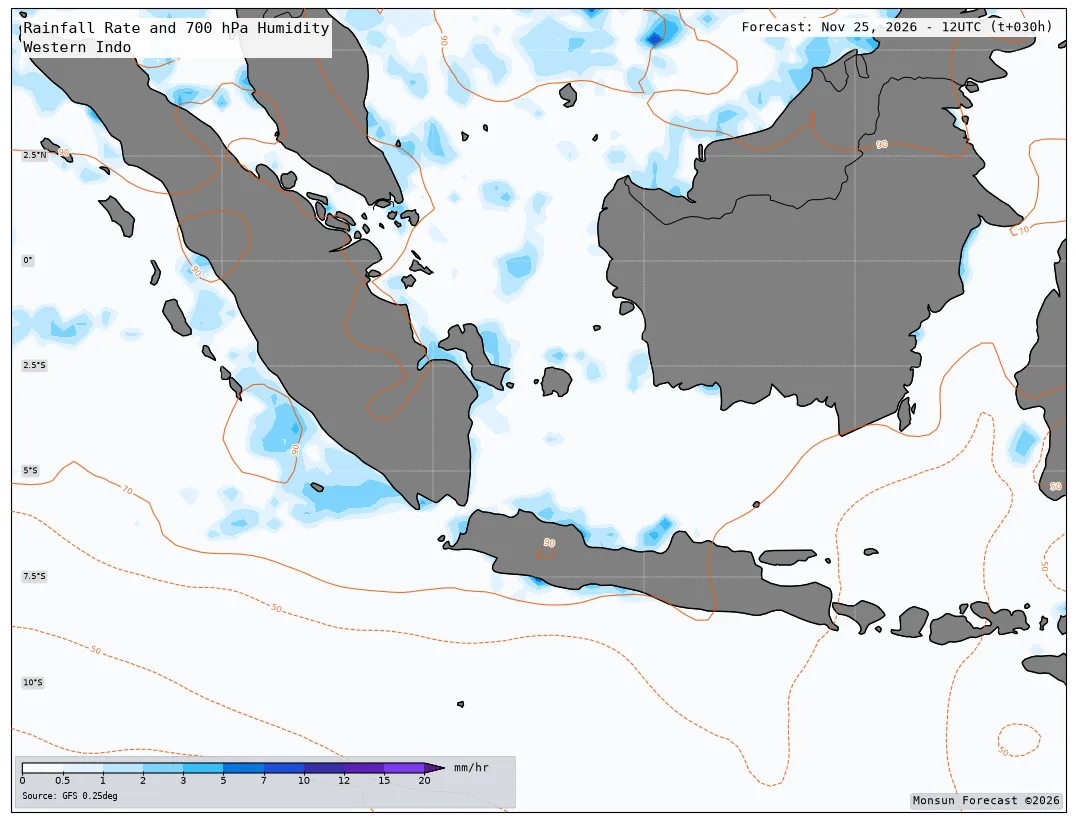 Rainfall Rate and 700 hPa Humidity
Western Indo
Forecast: Nov 25, 2026 - 12UTC (t+030h)
90
90
90
2.5°N
70
0°
90
2.5°S
90
5°S
50
70
90
7.5°S
50
50
50
10°S
50
mm/hr
0 0.5 1 2 3 5 7 10 12 15 20
Source: GFS 0.25deg
Monsun Forecast ©2026